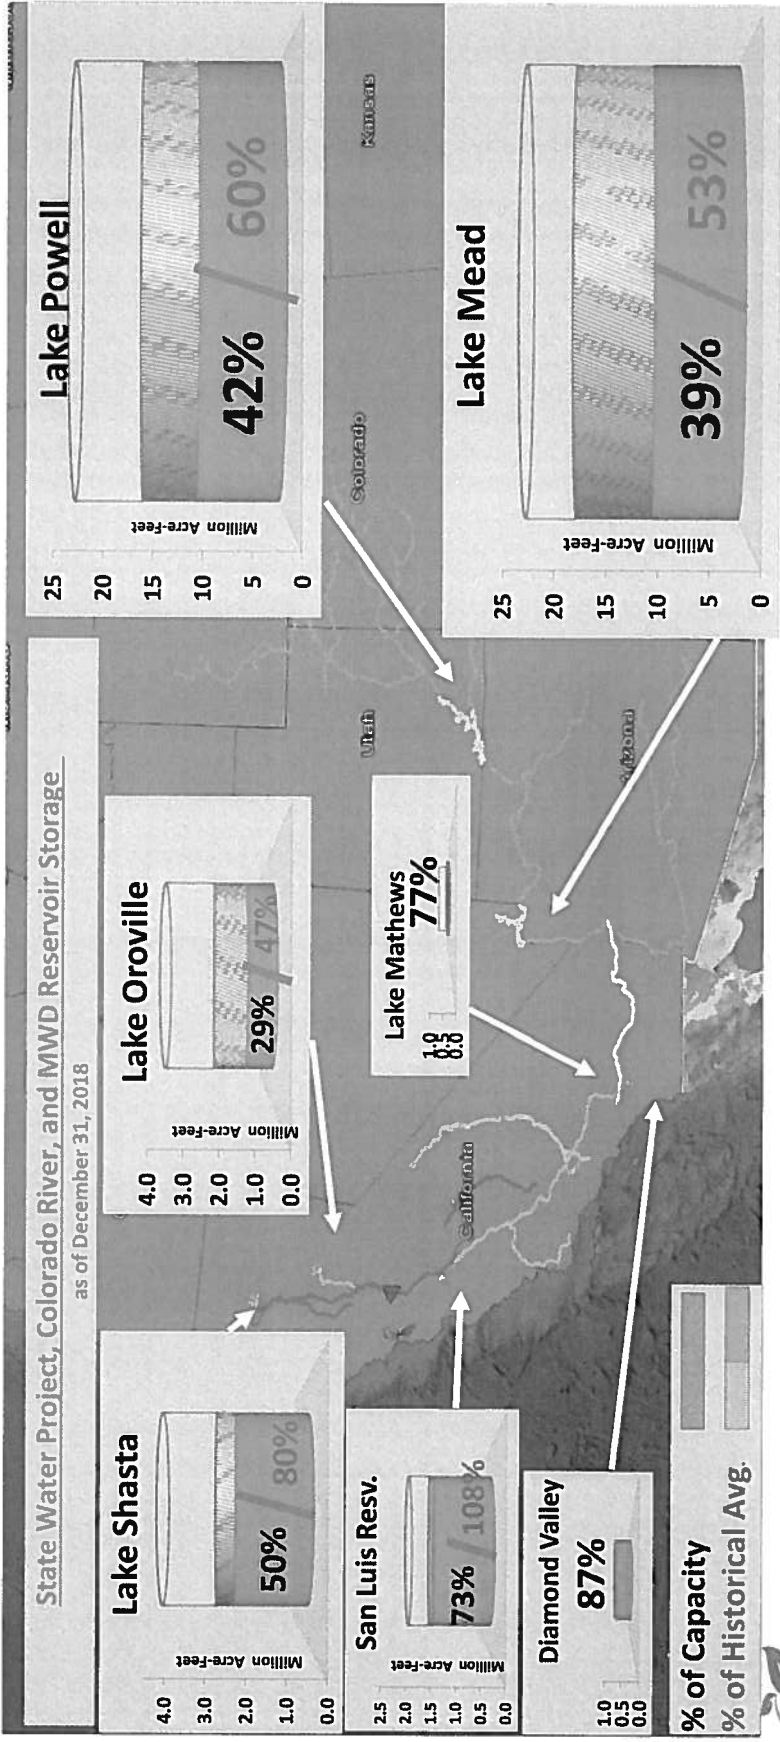 State Water Project, Colorado River, and MWD Reservoir Storage
as of December 31, 2018
Lake Shasta
Million Acre-Feet
4.0
3.0
2.0
1.0
0.0
50%
80%
Lake Oroville
Million Acre-Feet
4.0
3.0
2.0
1.0
0.0
29%
47%
Lake Powell
Million Acre-Feet
25
20
15
10
5
0
42%
60%
San Luis Resv.
Million Acre-Feet
2.5
2.0
1.5
1.0
0.5
0.0
73%
108%
Lake Mathews
1.0
0.5
0.0
77%
Lake Mead
Million Acre-Feet
25
20
15
10
5
0
39%
53%
Diamond Valley
1.0
0.5
0.0
87%
Utah
Colorado
Kansas
California
Arizona
% of Capacity
% of Historical Avg.